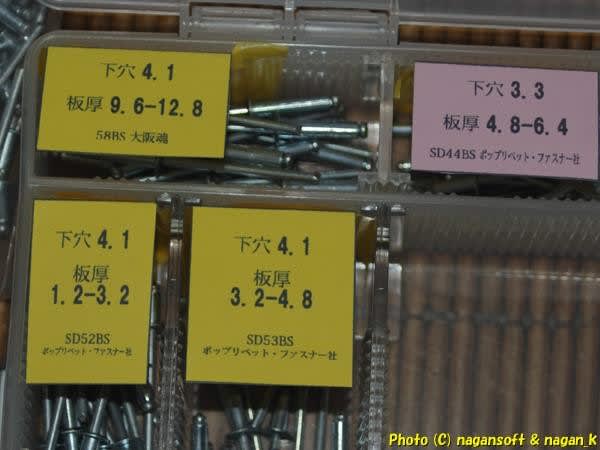 下穴 4.1
板厚 9.6-12.8
58BS 大阪魂
下穴 3.3
板厚 4.8-6.4
SD44BS ポップリベット・ファスナー社
下穴 4.1
板厚
1.2-3.2
SD52BS
ポップリベット・ファスナー社
下穴 4.1
板厚
3.2-4.8
SD53BS
ポップリベット・ファスナー社
Photo (C) nagansoft & nagan_k